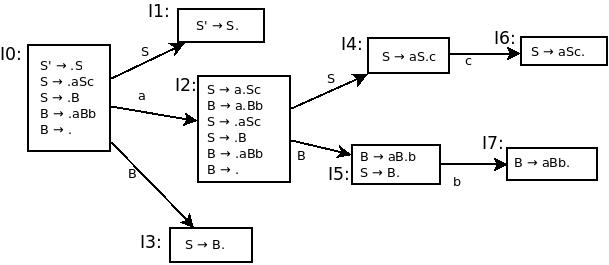 I0:
S' → .S
S → .aSc
S → .B
B → .aBb
B → .
S
a
B
I1:
S' → S.
I2:
S → a.Sc
B → a.Bb
S → .aSc
S → .B
B → .aBb
B → .
S
B
I3:
S → B.
I4:
S → aS.c
c
I5:
B → aB.b
S → B.
b
I6:
S → aSc.
I7:
B → aBb.